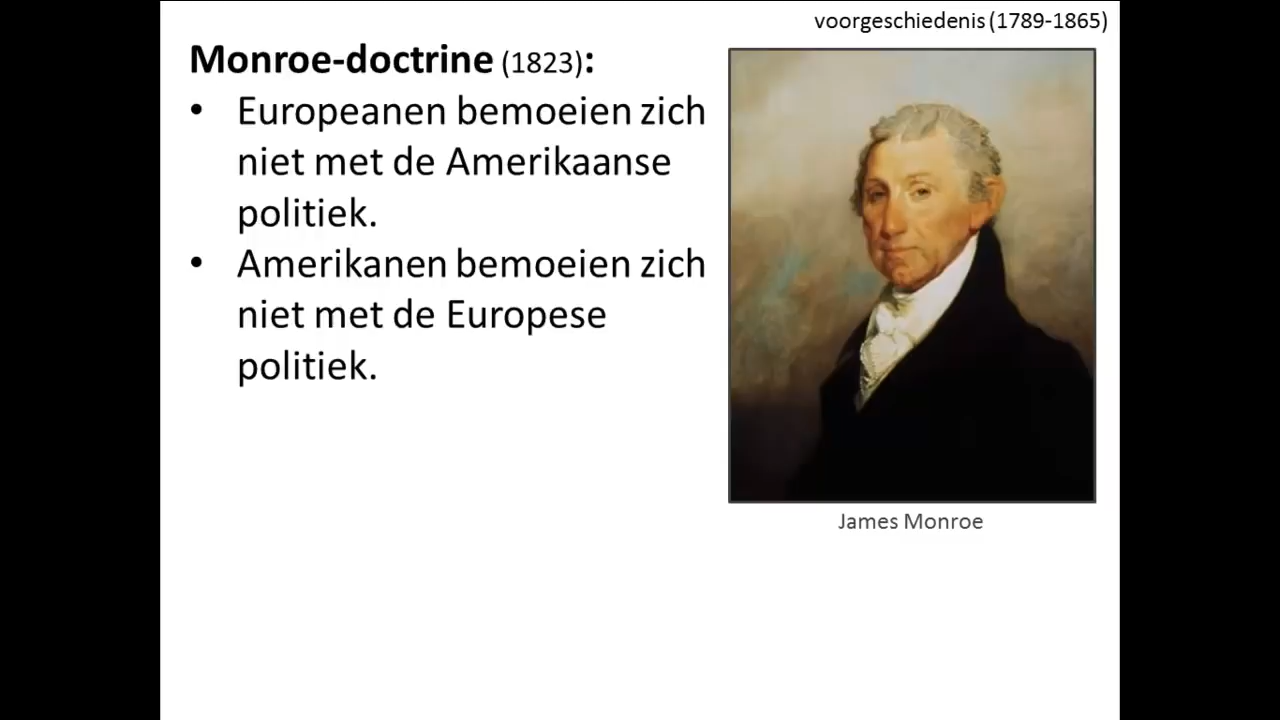 voorgeschiedenis (1789-1865)
Monroe-doctrine (1823):
• Europeanen bemoeien zich
niet met de Amerikaanse
politiek.
• Amerikanen bemoeien zich
niet met de Europese
politiek.
James Monroe